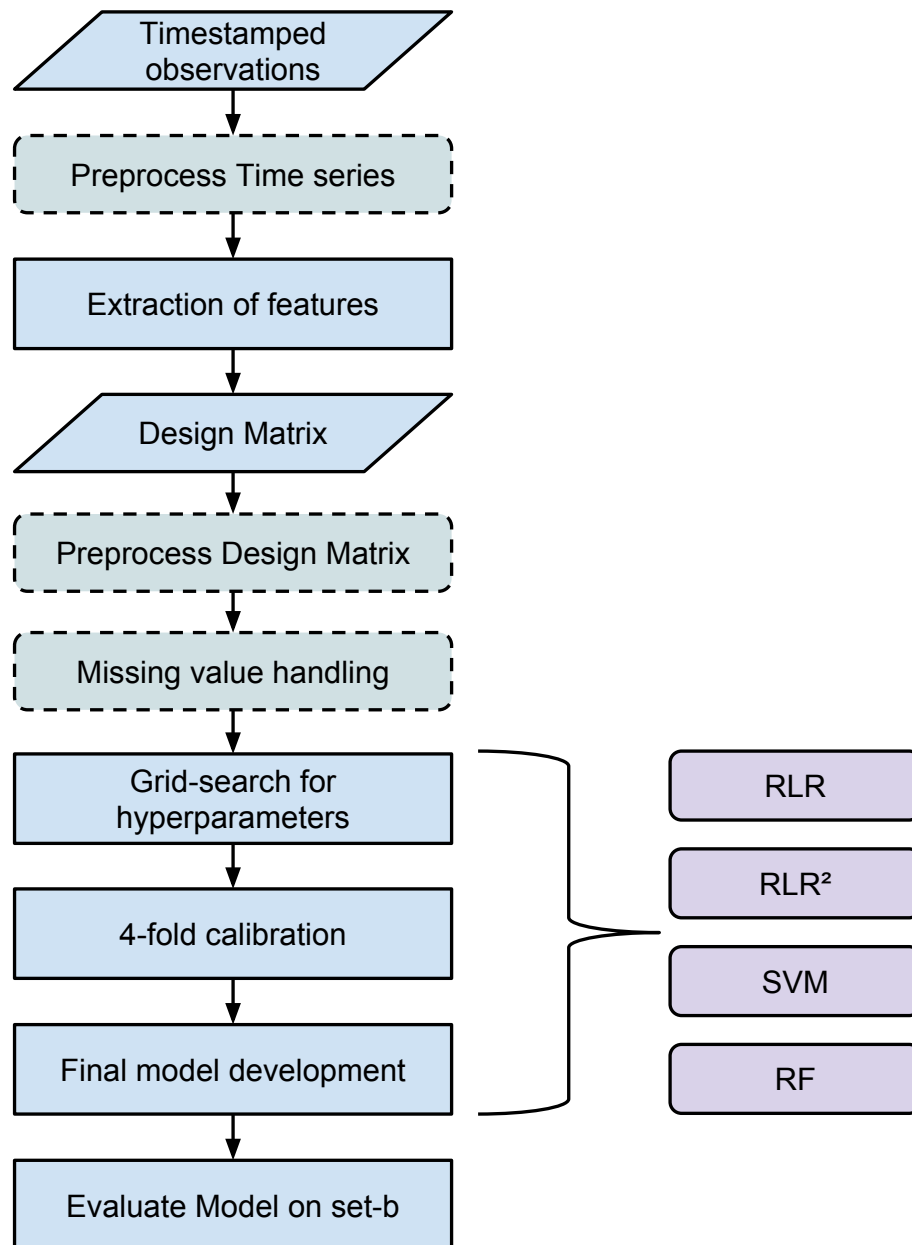 Timestamped
observations
Preprocess Time series
Extraction of features
Design Matrix
Preprocess Design Matrix
Missing value handling
Grid-search for
hyperparameters
4-fold calibration
Final model development
Evaluate Model on set-b
RLR
RLR²
SVM
RF